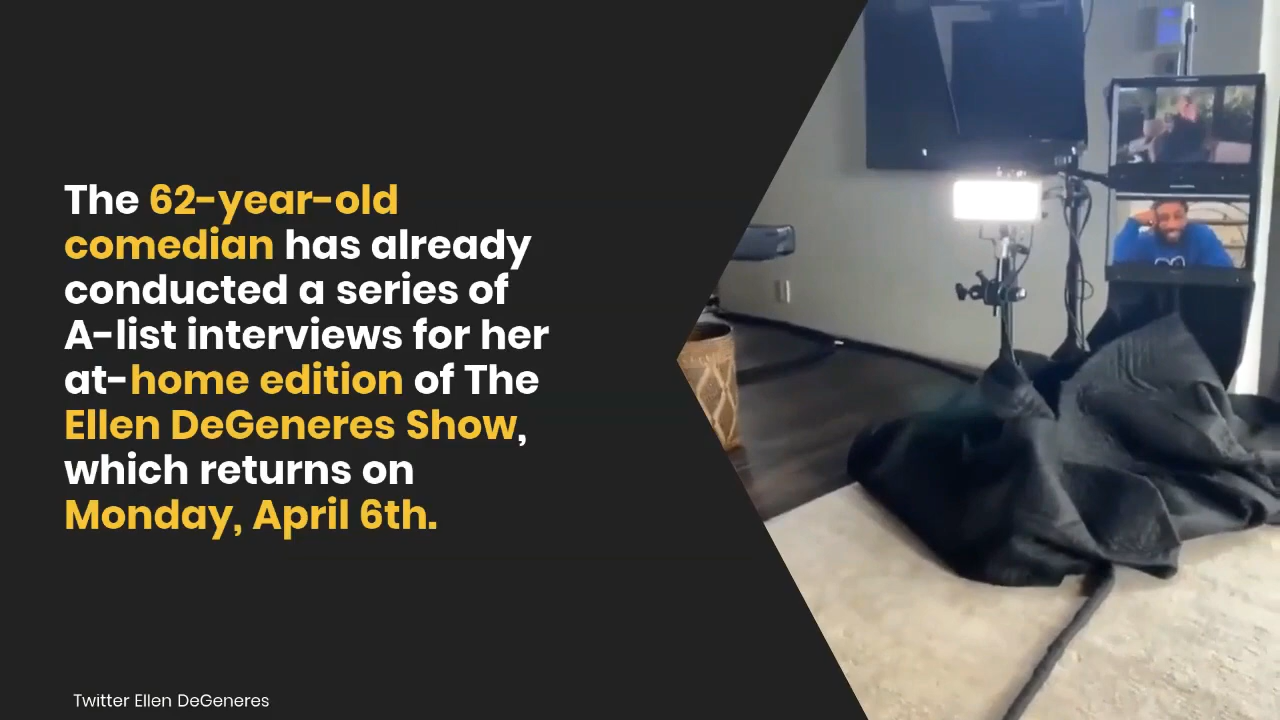 The 62-year-old
comedian has already
conducted a series of
A-list interviews for her
at-home edition of The
Ellen DeGeneres Show,
which returns on
Monday, April 6th.
Twitter Ellen DeGeneres